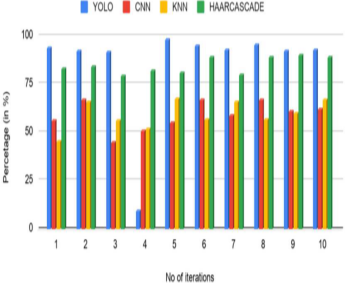 YOLO CNN KNN HAARCASCADE
Percetage (in %)
100
75
50
25
0
1 2 3 4 5 6 7 8 9 10
No of iterations